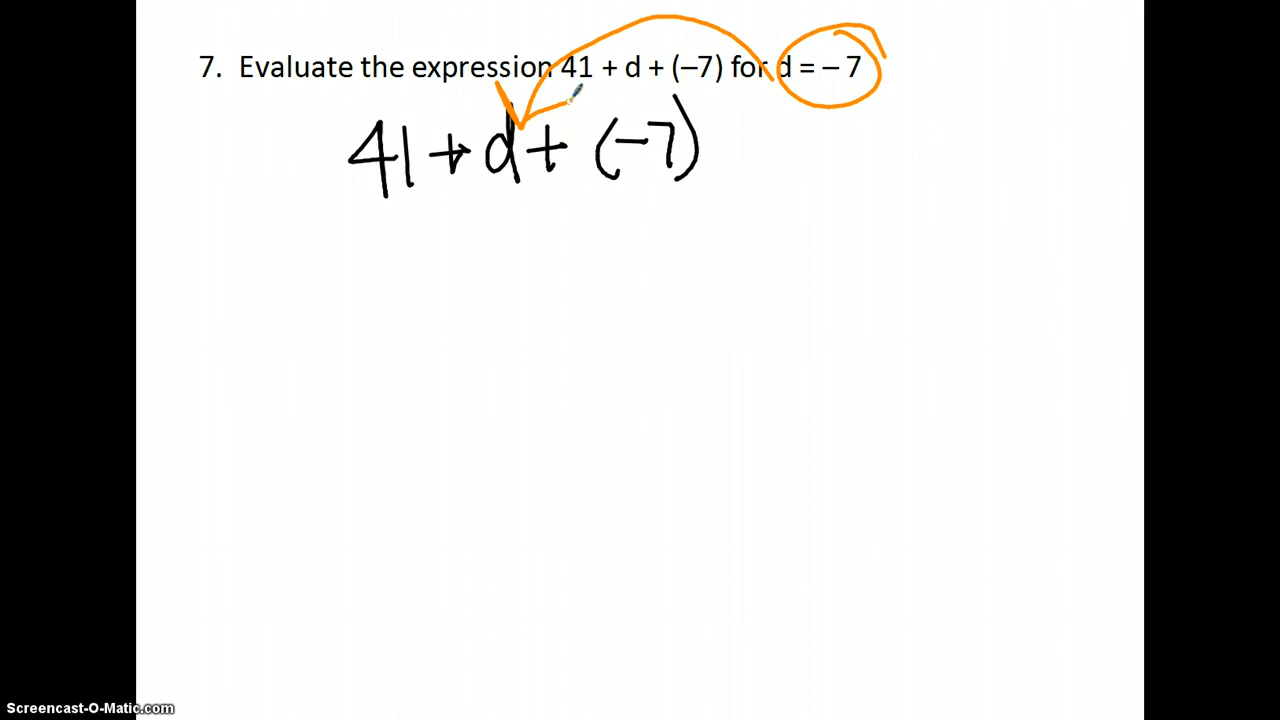 7. Evaluate the expression 41 + d + (–7) for d = – 7
41 + d + (-7)
Screencast-O-Matic.com